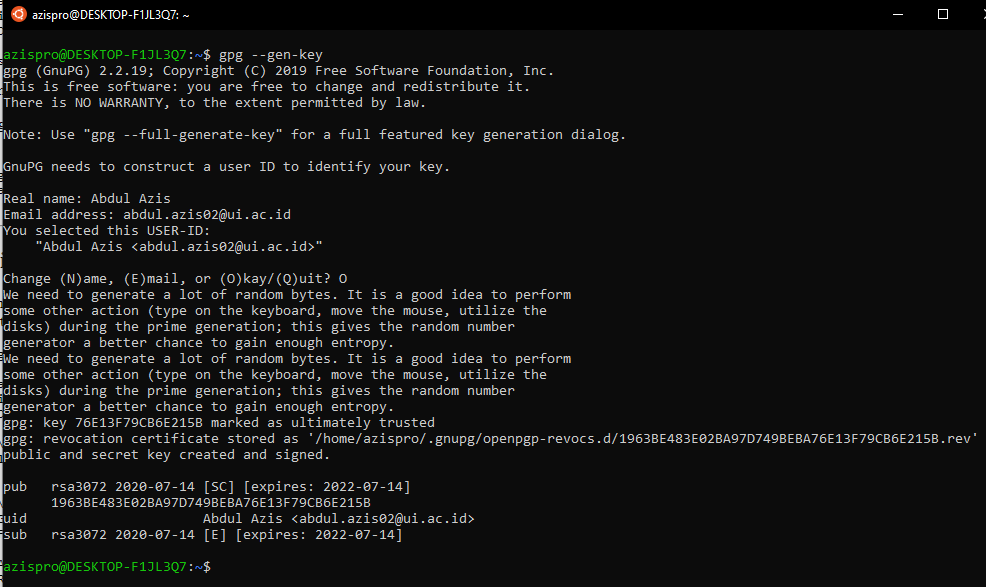 azispro@DESKTOP-F1JL3Q7: ~
azispro@DESKTOP-F1JL3Q7:~$ gpg --gen-key
gpg (GnuPG) 2.2.19; Copyright (C) 2019 Free Software Foundation, Inc.
This is free software: you are free to change and redistribute it.
There is NO WARRANTY, to the extent permitted by law.
Note: Use "gpg --full-generate-key" for a full featured key generation dialog.
GnuPG needs to construct a user ID to identify your key.
Real name: Abdul Azis
Email address: abdul.azis02@ui.ac.id
You selected this USER-ID:
    "Abdul Azis <abdul.azis02@ui.ac.id>"
Change (N)ame, (E)mail, or (O)kay/(Q)uit? O
We need to generate a lot of random bytes. It is a good idea to perform
some other action (type on the keyboard, move the mouse, utilize the
disks) during the prime generation; this gives the random number
generator a better chance to gain enough entropy.
We need to generate a lot of random bytes. It is a good idea to perform
some other action (type on the keyboard, move the mouse, utilize the
disks) during the prime generation; this gives the random number
generator a better chance to gain enough entropy.
gpg: key 76E13F79CB6E215B marked as ultimately trusted
gpg: revocation certificate stored as '/home/azispro/.gnupg/openpgp-revocs.d/1963BE483E02BA97D749BEBA76E13F79CB6E215B.rev'
public and secret key created and signed.
pub   rsa3072 2020-07-14 [SC] [expires: 2022-07-14]
      1963BE483E02BA97D749BEBA76E13F79CB6E215B
uid                      Abdul Azis <abdul.azis02@ui.ac.id>
sub   rsa3072 2020-07-14 [E] [expires: 2022-07-14]
azispro@DESKTOP-F1JL3Q7:~$